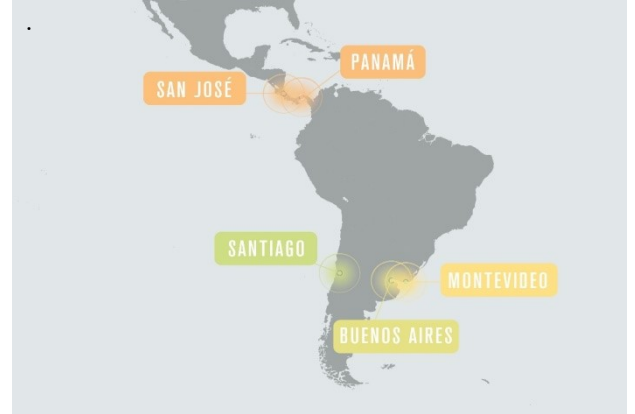 PANAMÁ
SAN JOSÉ
SANTIAGO
MONTEVIDEO
BUENOS AIRES